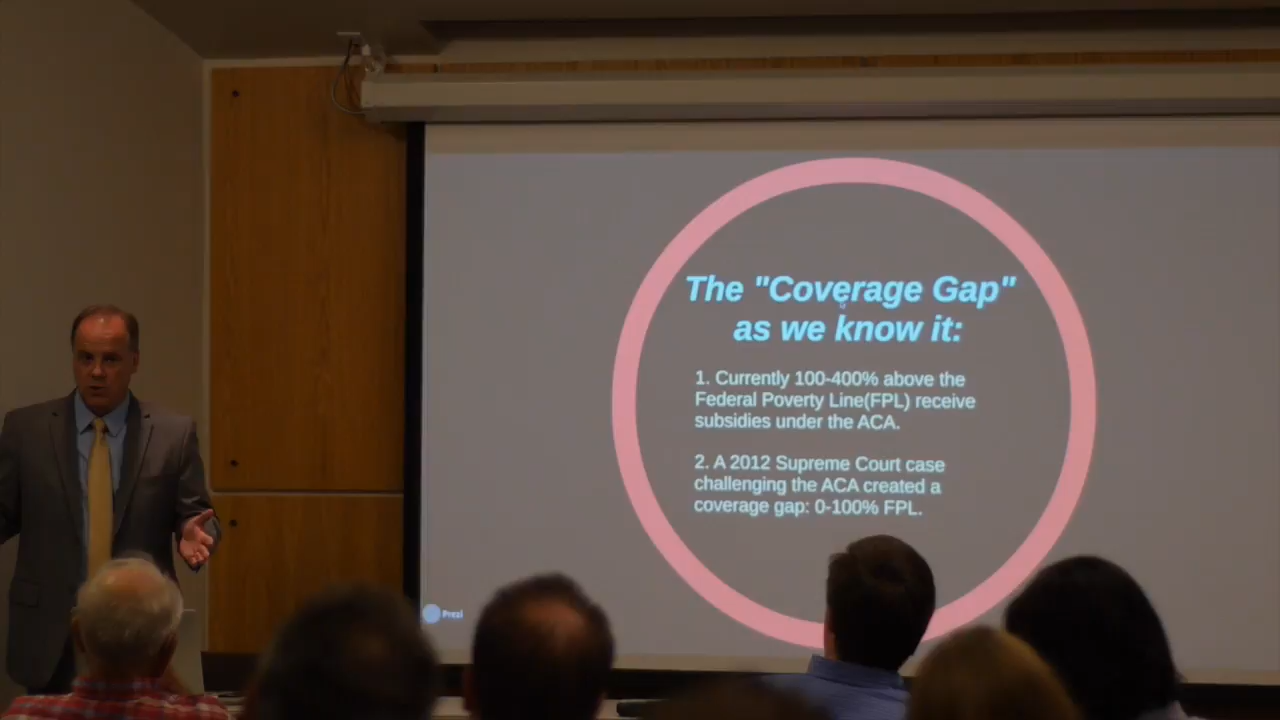 The "Coverage Gap"
as we know it:
1. Currently 100-400% above the
Federal Poverty Line(FPL) receive
subsidies under the ACA.
2. A 2012 Supreme Court case
challenging the ACA created a
coverage gap: 0-100% FPL.
Prezi